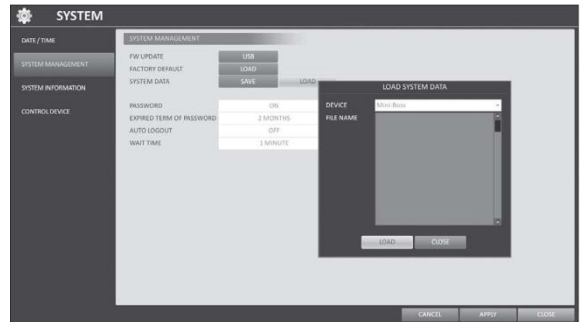 SYSTEM
DATE / TIME
SYSTEM MANAGEMENT
SYSTEM INFORMATION
CONTROL DEVICE
SYSTEM MANAGEMENT
FW UPDATE USB
FACTORY DEFAULT LOAD
SYSTEM DATA SAVE LOAD
PASSWORD ON
EXPIRED TERM OF PASSWORD 2 MONTHS
AUTO LOGOUT OFF
WAIT TIME 1 MINUTE
LOAD SYSTEM DATA
DEVICE Mini-Boss
FILE NAME
LOAD CLOSE
CANCEL APPLY CLOSE